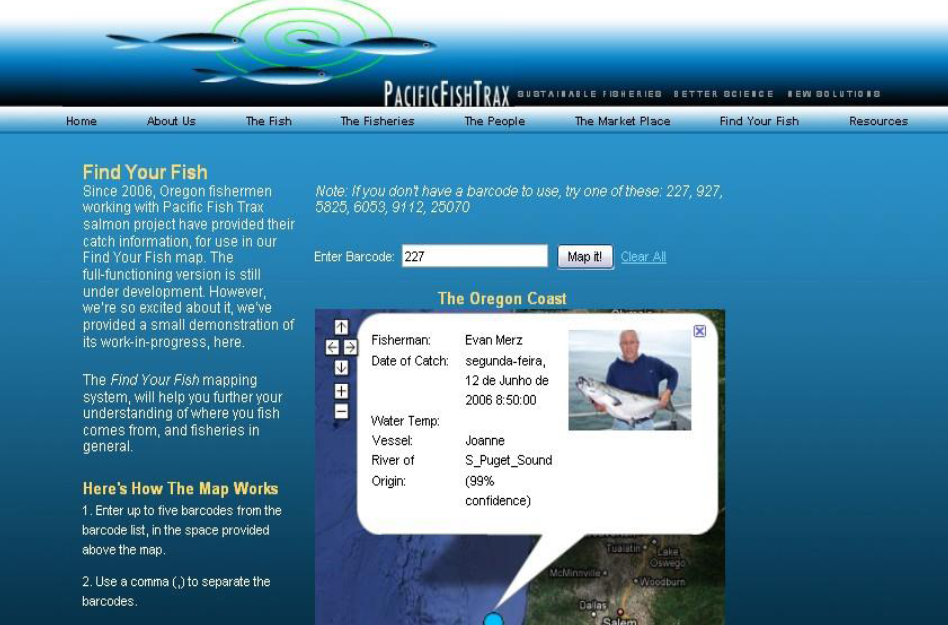 PACIFICFISHTRAX SUSTAINABLE FISHERIES BETTER SCIENCE NEW SOLUTIONS
Home About Us The Fish The Fisheries The People The Market Place Find Your Fish Resources
Find Your Fish
Since 2006, Oregon fishermen
working with Pacific Fish Trax
salmon project have provided their
catch information, for use in our
Find Your Fish map. The
full-functioning version is still
under development. However,
we're so excited about it, we've
provided a small demonstration of
its work-in-progress, here.
The Find Your Fish mapping
system, will help you further your
understanding of where you fish
comes from, and fisheries in
general.
Here's How The Map Works
1. Enter up to five barcodes from the
barcode list, in the space provided
above the map.
2. Use a comma (,) to separate the
barcodes.
Note: If you don't have a barcode to use, try one of these: 227, 927,
5825, 6053, 9112, 25070
Enter Barcode: 227 Map it! Clear All
The Oregon Coast
Fisherman: Evan Merz
Date of Catch: segunda-feira,
12 de Junho de
2006 8:50:00
Water Temp:
Vessel: Joanne
River of S_Puget_Sound
Origin: (99%
confidence)
Tualatin Lake
Oswego
McMinnville Woodburn
Dallas
Salem